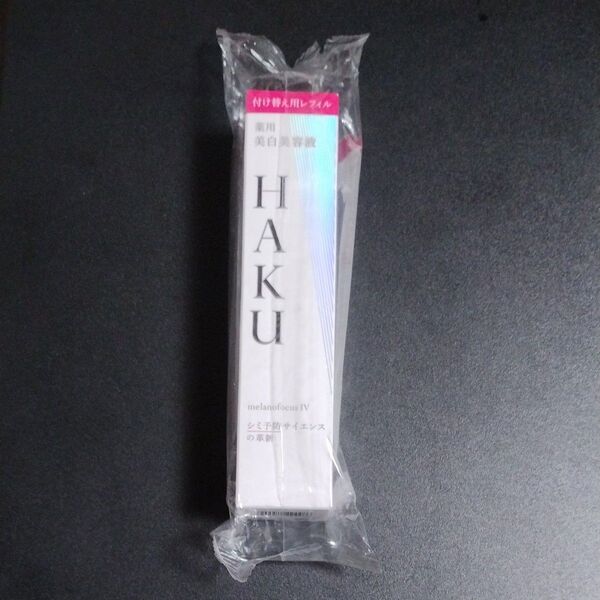 付け替え用レフィル
薬用
美白美容液
HAKU
melanofocus IV
シミ予防サイエンス
の革新